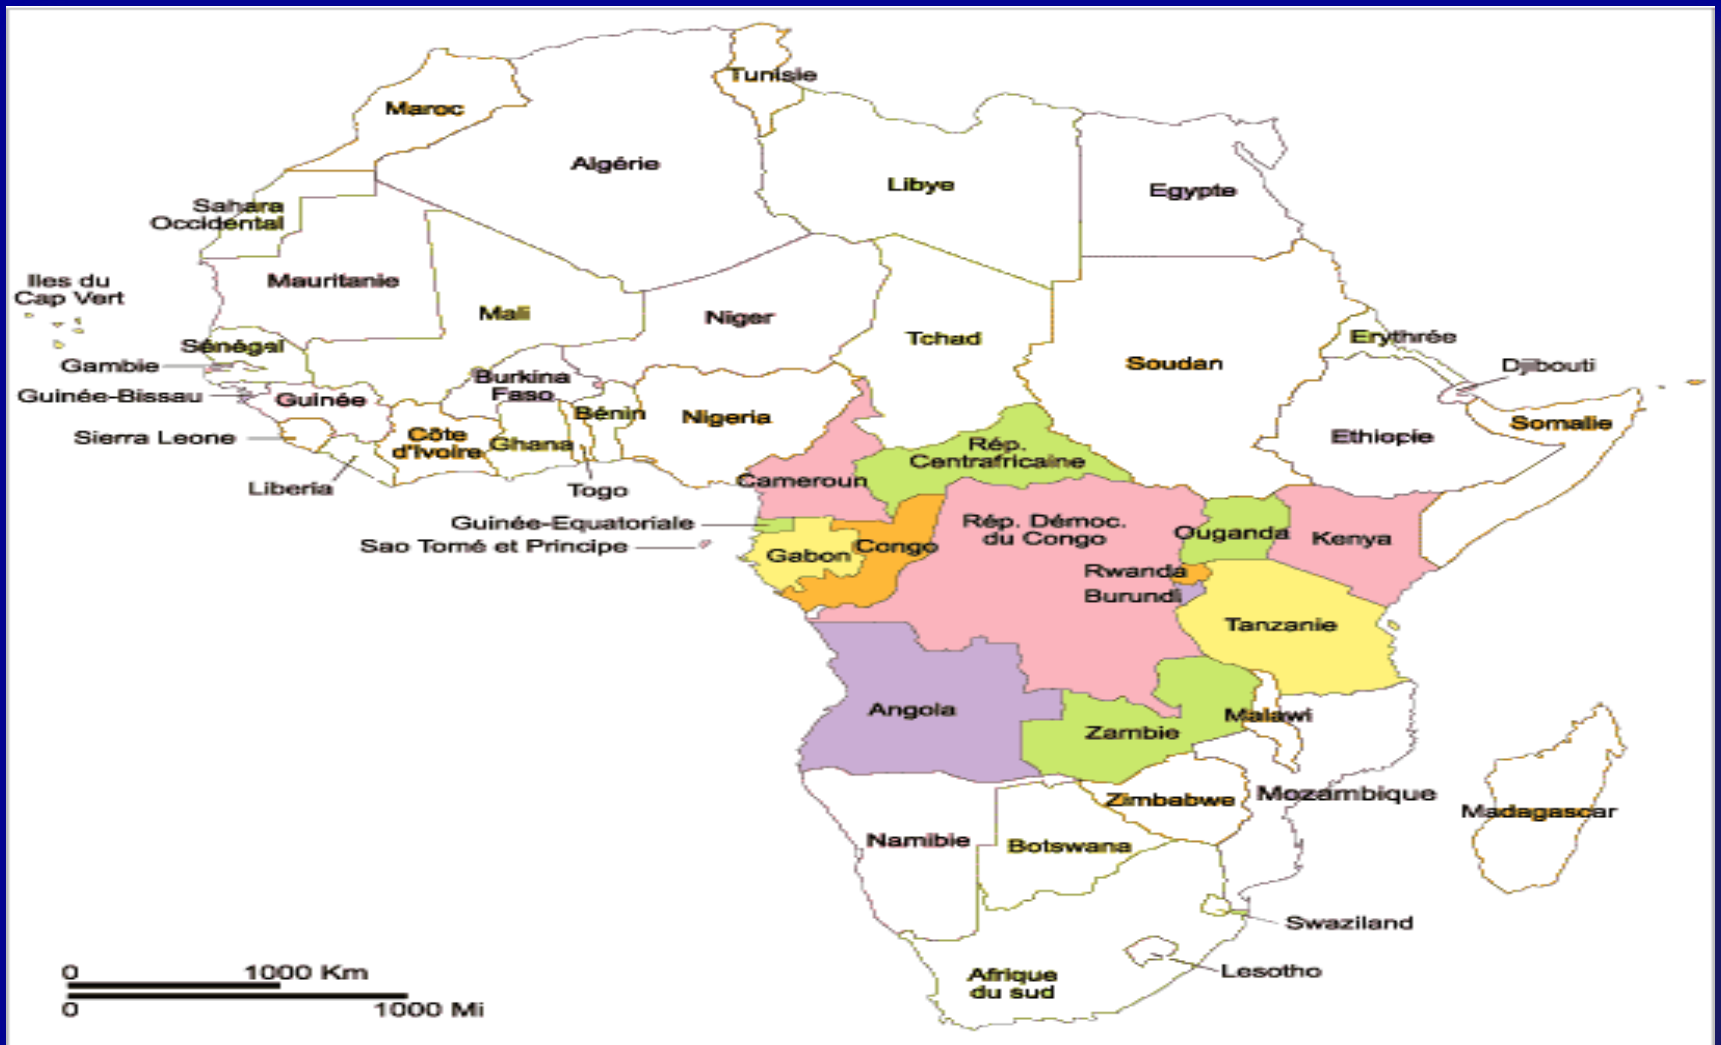 Tunisie
Maroc
Algérie
Libye
Egypte
Sahara
Occidental
Mauritanie
Iles du
Cap Vert
Mali
Niger
Tchad
Soudan
Erythrée
Sénégal
Gambie
Djibouti
Guinée-Bissau
Guinée
Burkina
Faso
Bénin
Nigeria
Somalie
Sierra Leone
Côte
d'Ivoire
Ghana
Ethiopie
Rép.
Centrafricaine
Liberia
Togo
Cameroun
Guinée-Equatoriale
Sao Tomé et Principe
Gabon
Congo
Rép. Démoc.
du Congo
Ouganda
Kenya
Rwanda
Burundi
Tanzanie
Angola
Zambie
Malawi
Zimbabwe
Mozambique
Madagascar
Namibie
Botswana
Swaziland
Lesotho
Afrique
du sud
0 1000 Km
0 1000 Mi